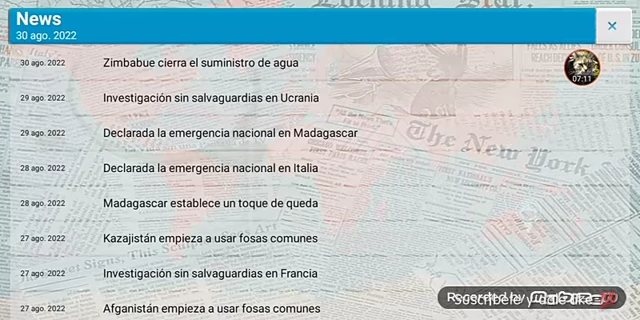 News
30 ago. 2022
30 ago. 2022 Zimbabue cierra el suministro de agua
07:11
29 ago. 2022 Investigación sin salvaguardias en Ucrania
29 ago. 2022 Declarada la emergencia nacional en Madagascar
The New York
28 ago. 2022 Declarada la emergencia nacional en Italia
28 ago. 2022 Madagascar establece un toque de queda
27 ago. 2022 Kazajistán empieza a usar fosas comunes
27 ago. 2022 Investigación sin salvaguardias en Francia
27 ago. 2022 Afganistán empieza a usar fosas comunes